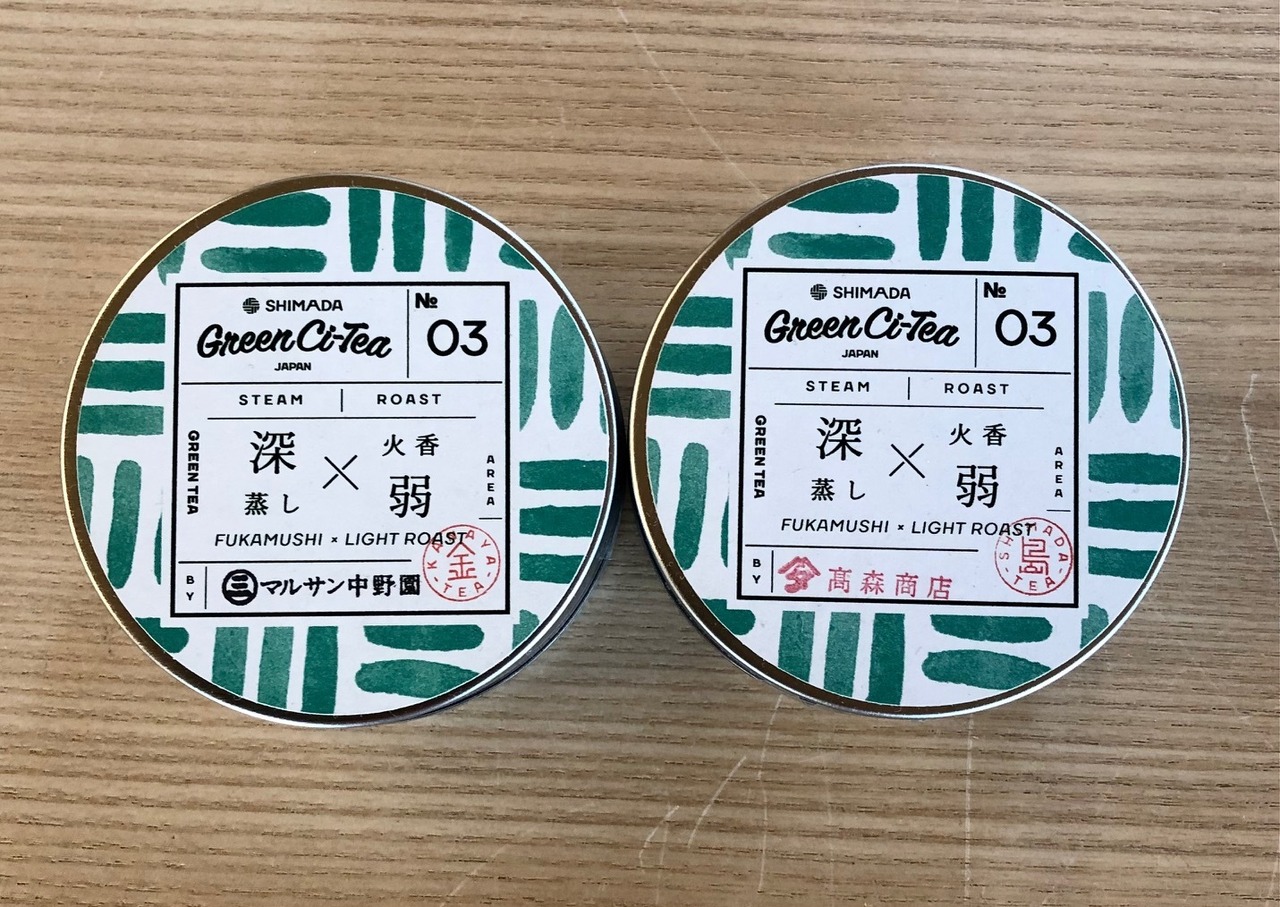 SHIMADA
Green Ci-Tea
JAPAN
№
03
STEAM
ROAST
GREEN TEA
深
蒸し
×
火香
弱
AREA
FUKAMUSHI × LIGHT ROAST
BY
マルサン中野園
KANAYA
金
TEA
SHIMADA
Green Ci-Tea
JAPAN
№
03
STEAM
ROAST
GREEN TEA
深
蒸し
×
火香
弱
AREA
FUKAMUSHI × LIGHT ROAST
BY
髙森商店
SHIMADA
島
TEA